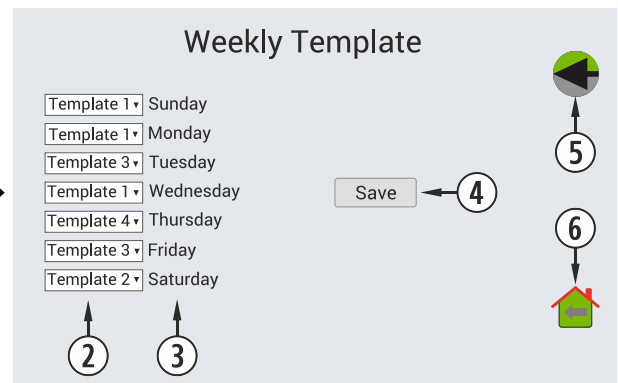 Weekly Template
Template 1 Sunday
Template 1 Monday
Template 3 Tuesday
Template 1 Wednesday
Template 4 Thursday
Template 3 Friday
Template 2 Saturday
Save
4
5
6
2
3